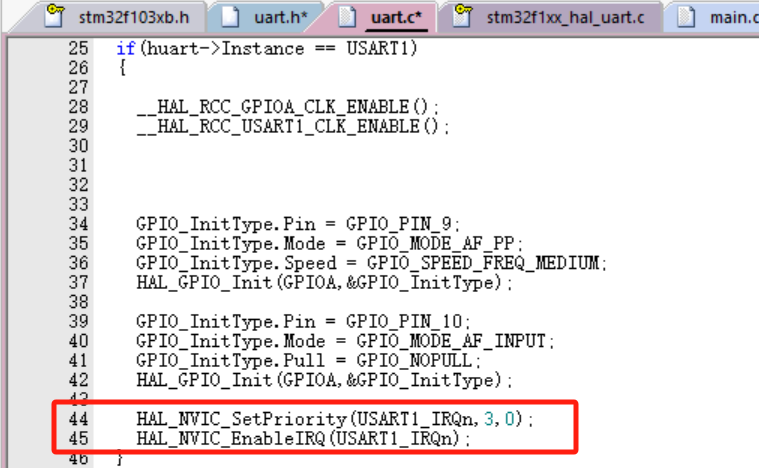 stm32f103xb.h uart.h* uart.c* stm32f1xx_hal_uart.c main.c
25 if(huart->Instance == USART1)
26 {
27
28 __HAL_RCC_GPIOA_CLK_ENABLE();
29 __HAL_RCC_USART1_CLK_ENABLE();
30
31
32
33
34 GPIO_InitType.Pin = GPIO_PIN_9;
35 GPIO_InitType.Mode = GPIO_MODE_AF_PP;
36 GPIO_InitType.Speed = GPIO_SPEED_FREQ_MEDIUM;
37 HAL_GPIO_Init(GPIOA,&GPIO_InitType);
38
39 GPIO_InitType.Pin = GPIO_PIN_10;
40 GPIO_InitType.Mode = GPIO_MODE_AF_INPUT;
41 GPIO_InitType.Pull = GPIO_NOPULL;
42 HAL_GPIO_Init(GPIOA,&GPIO_InitType);
43
44 HAL_NVIC_SetPriority(USART1_IRQn,3,0);
45 HAL_NVIC_EnableIRQ(USART1_IRQn);
46 }